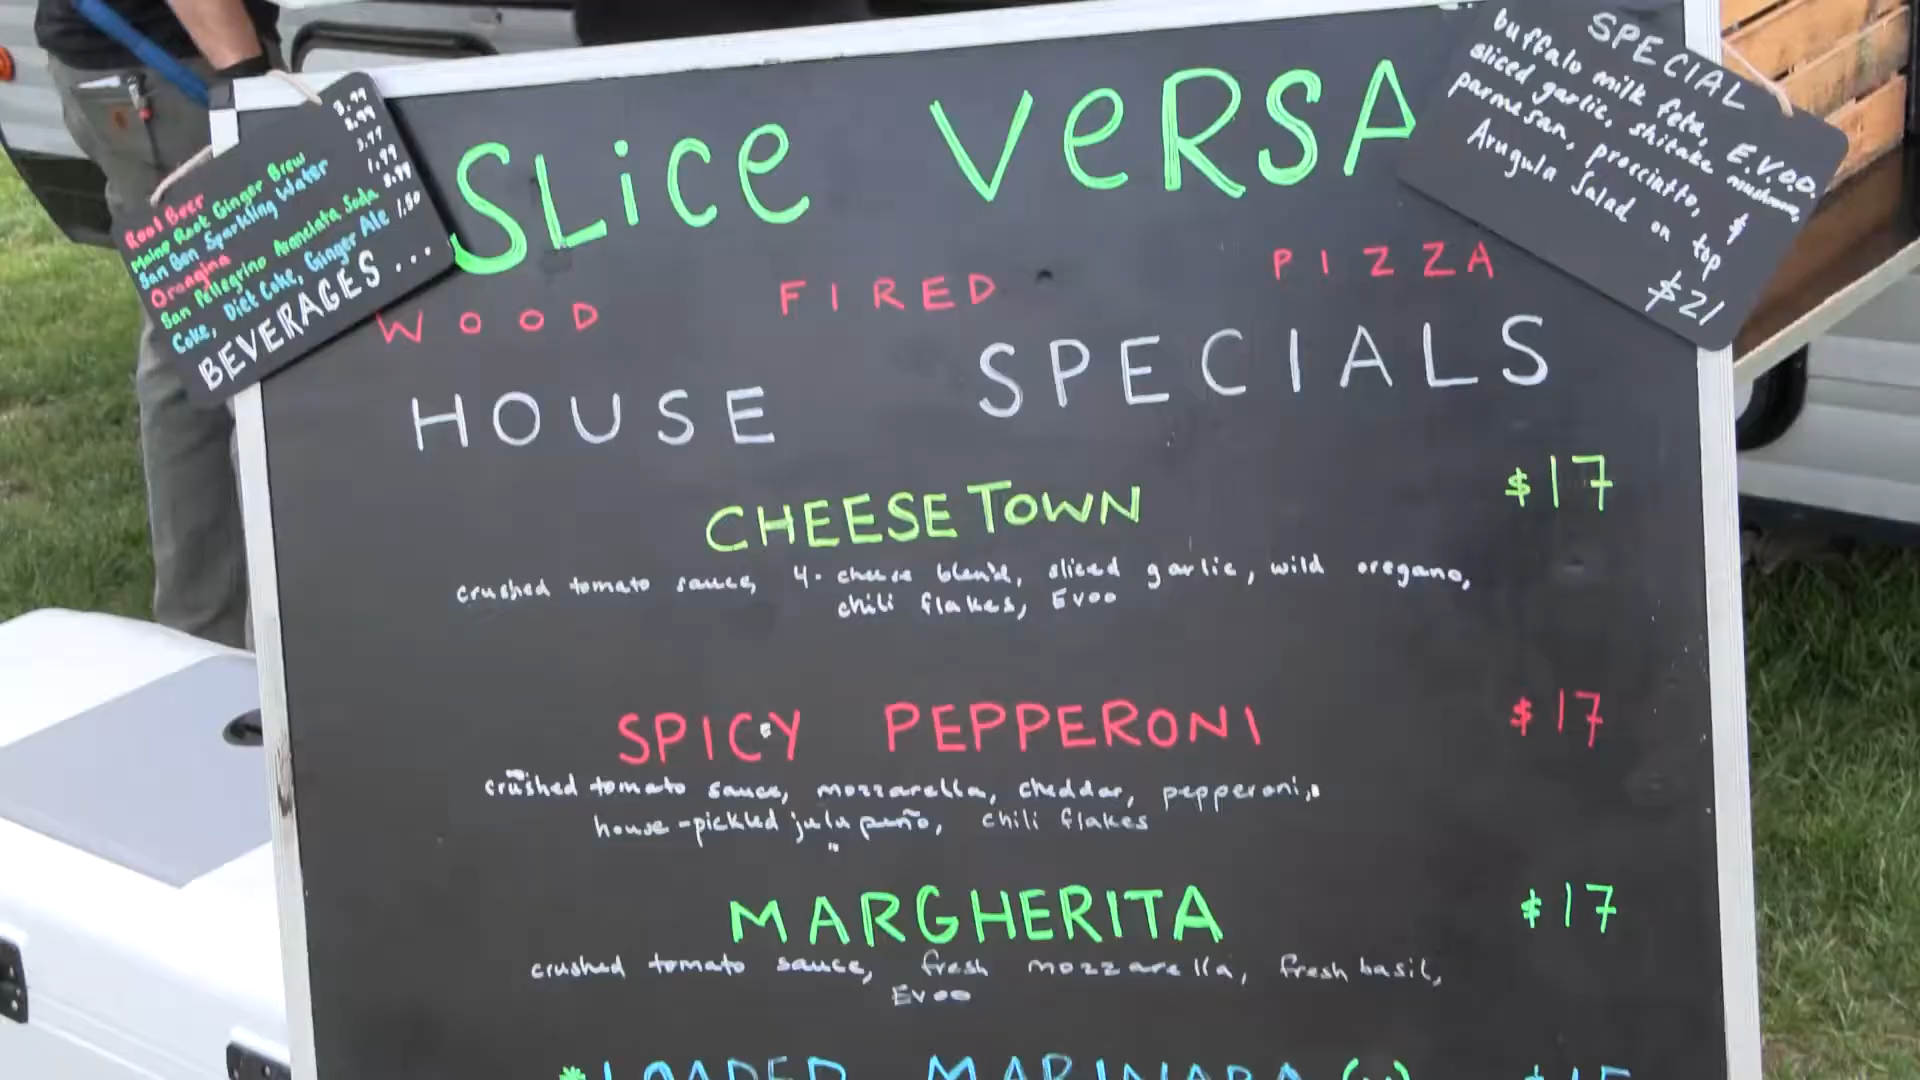 SLiCe VeRSA
WOOD FIRED PIZZA
HOUSE SPECIALS
CHEESE TOWN $17
crushed tomato sauce, 4-cheese blend, sliced garlic, wild oregano,
chili flakes, EVOO
SPICY PEPPERONI $17
crushed tomato sauce, mozzarella, cheddar, pepperoni,
house-pickled jalapeño, chili flakes
MARGHERITA $17
crushed tomato sauce, fresh mozzarella, fresh basil,
EVOO
*LOADED MARINARA (v) $15
Root Beer 3.99
Maine Root Ginger Brew 3.99
San Ben Sparkling Water 3.99
Orangina 1.99
San Pellegrino Aranciata Soda 3.99
Coke, Diet Coke, Ginger Ale 1.50
BEVERAGES...
SPECIAL
buffalo milk feta, E.V.O.O.
sliced garlic, shitake mushroom,
parmesan, prociutto, $
Arugula Salad on top
$21